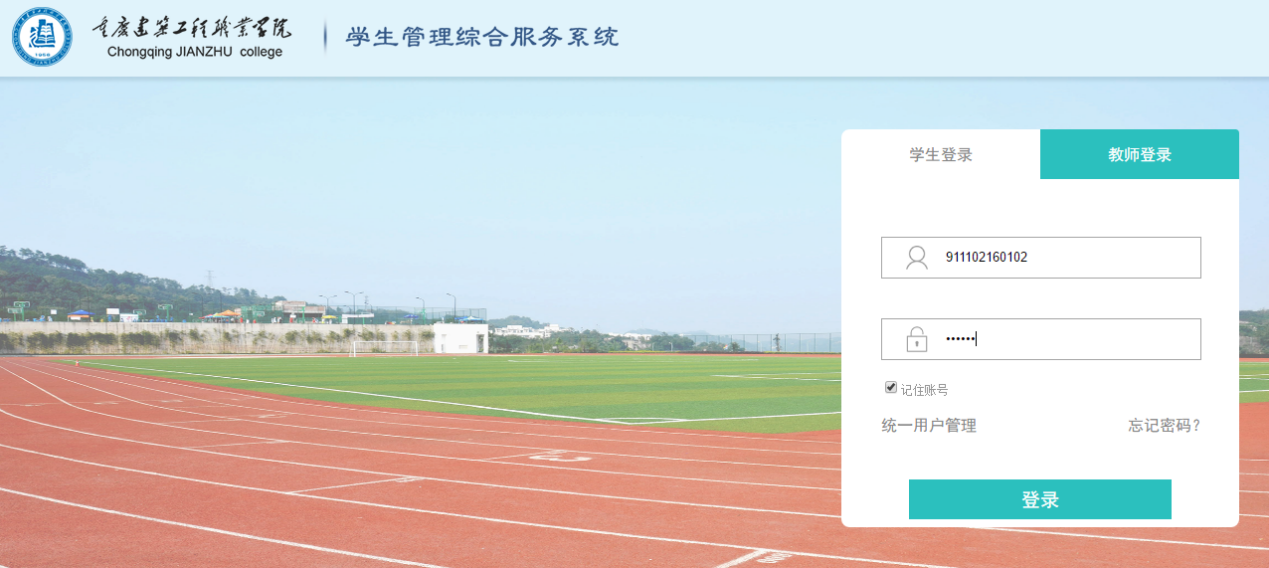 重庆建筑工程职业学院
Chongqing JIANZHU college
学生管理综合服务系统
学生登录
教师登录
911102160102
••••••
记住账号
统一用户管理
忘记密码?
登录